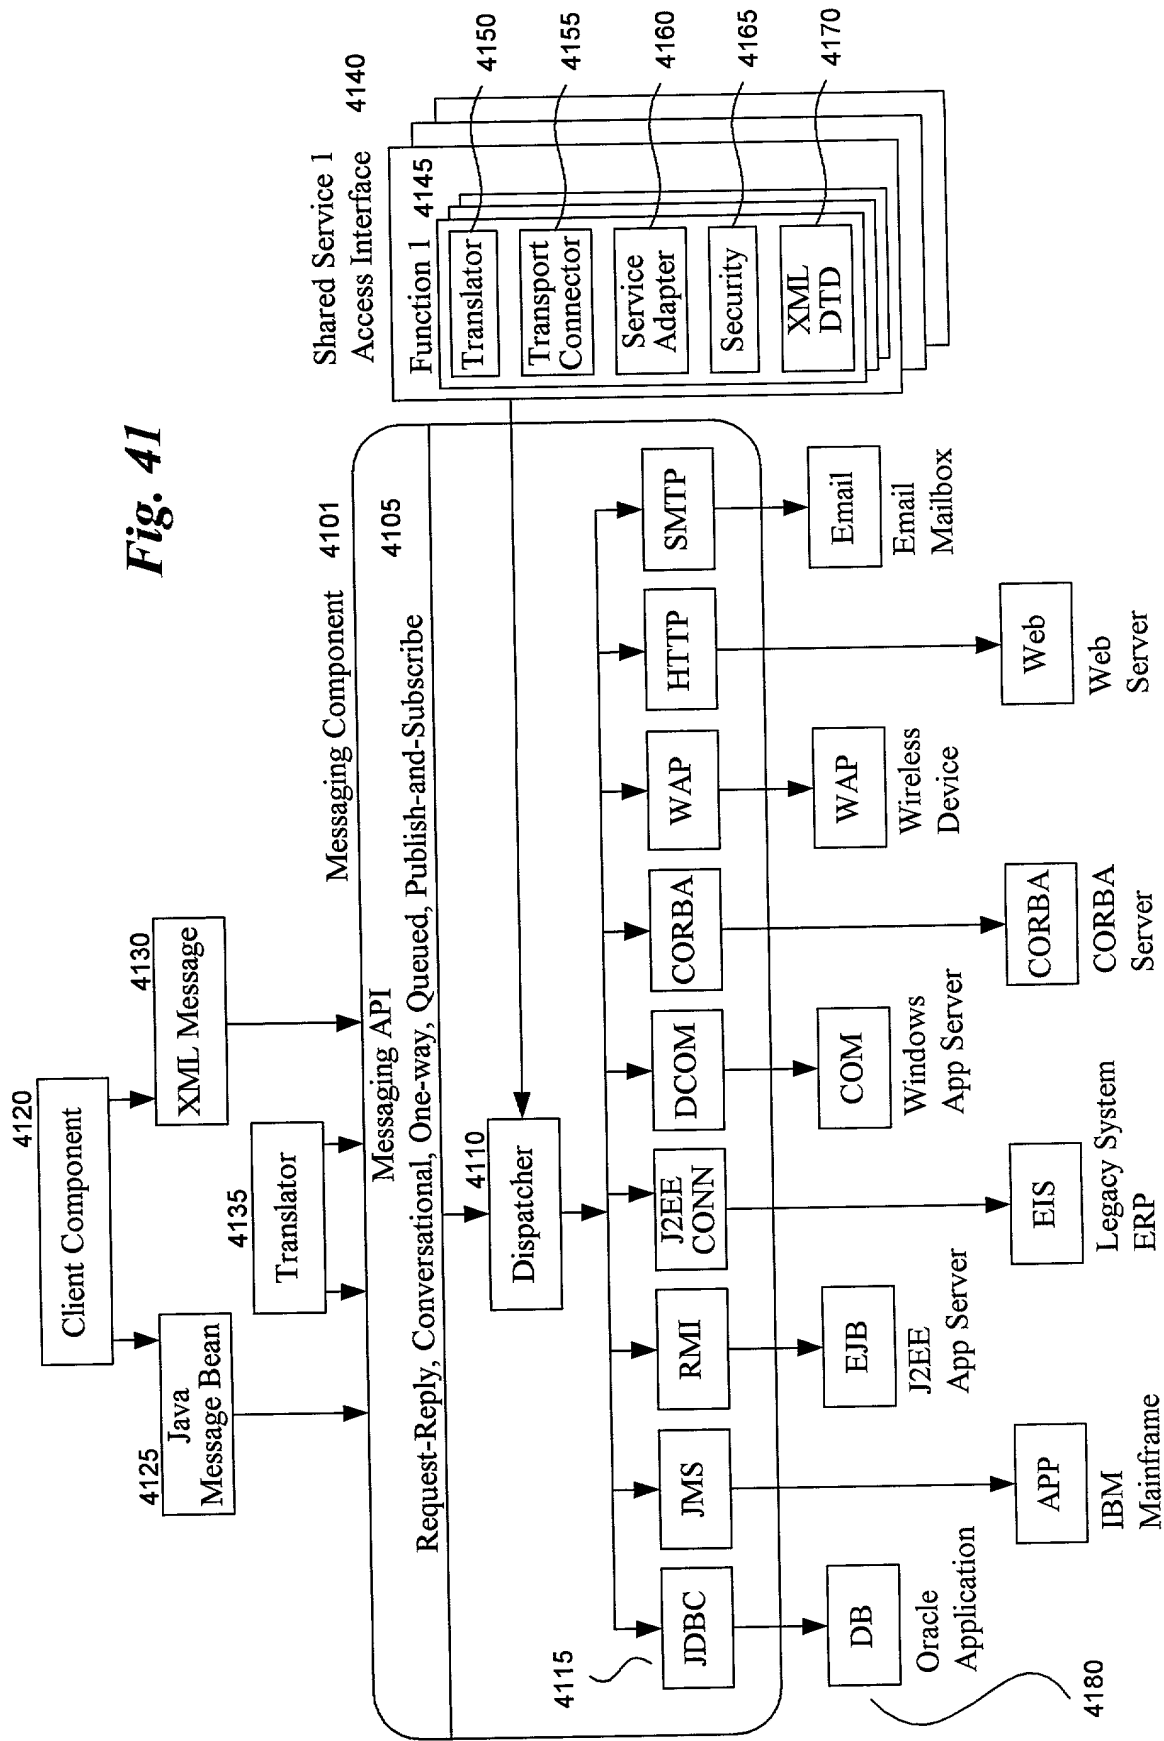 Fig. 41
4120
Client Component
4125
Java
Message Bean
4130
XML Message
4135
Translator
Messaging Component
4101
Messaging API
4105
Request-Reply, Conversational, One-way, Queued, Publish-and-Subscribe
4110
Dispatcher
4115
JDBC
JMS
RMI
J2EE
CONN
DCOM
CORBA
WAP
HTTP
SMTP
DB
Oracle
Application
APP
IBM
Mainframe
EJB
J2EE
App Server
EIS
Legacy System
ERP
COM
Windows
App Server
CORBA
CORBA
Server
WAP
Wireless
Device
Web
Web
Server
Email
Email
Mailbox
4180
Shared Service 1
Access Interface
4140
Function 1
4145
Translator
4150
Transport
Connector
4155
Service
Adapter
4160
Security
4165
XML
DTD
4170